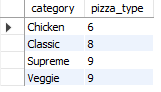 category pizza_type
Chicken 6
Classic 8
Supreme 9
Veggie 9